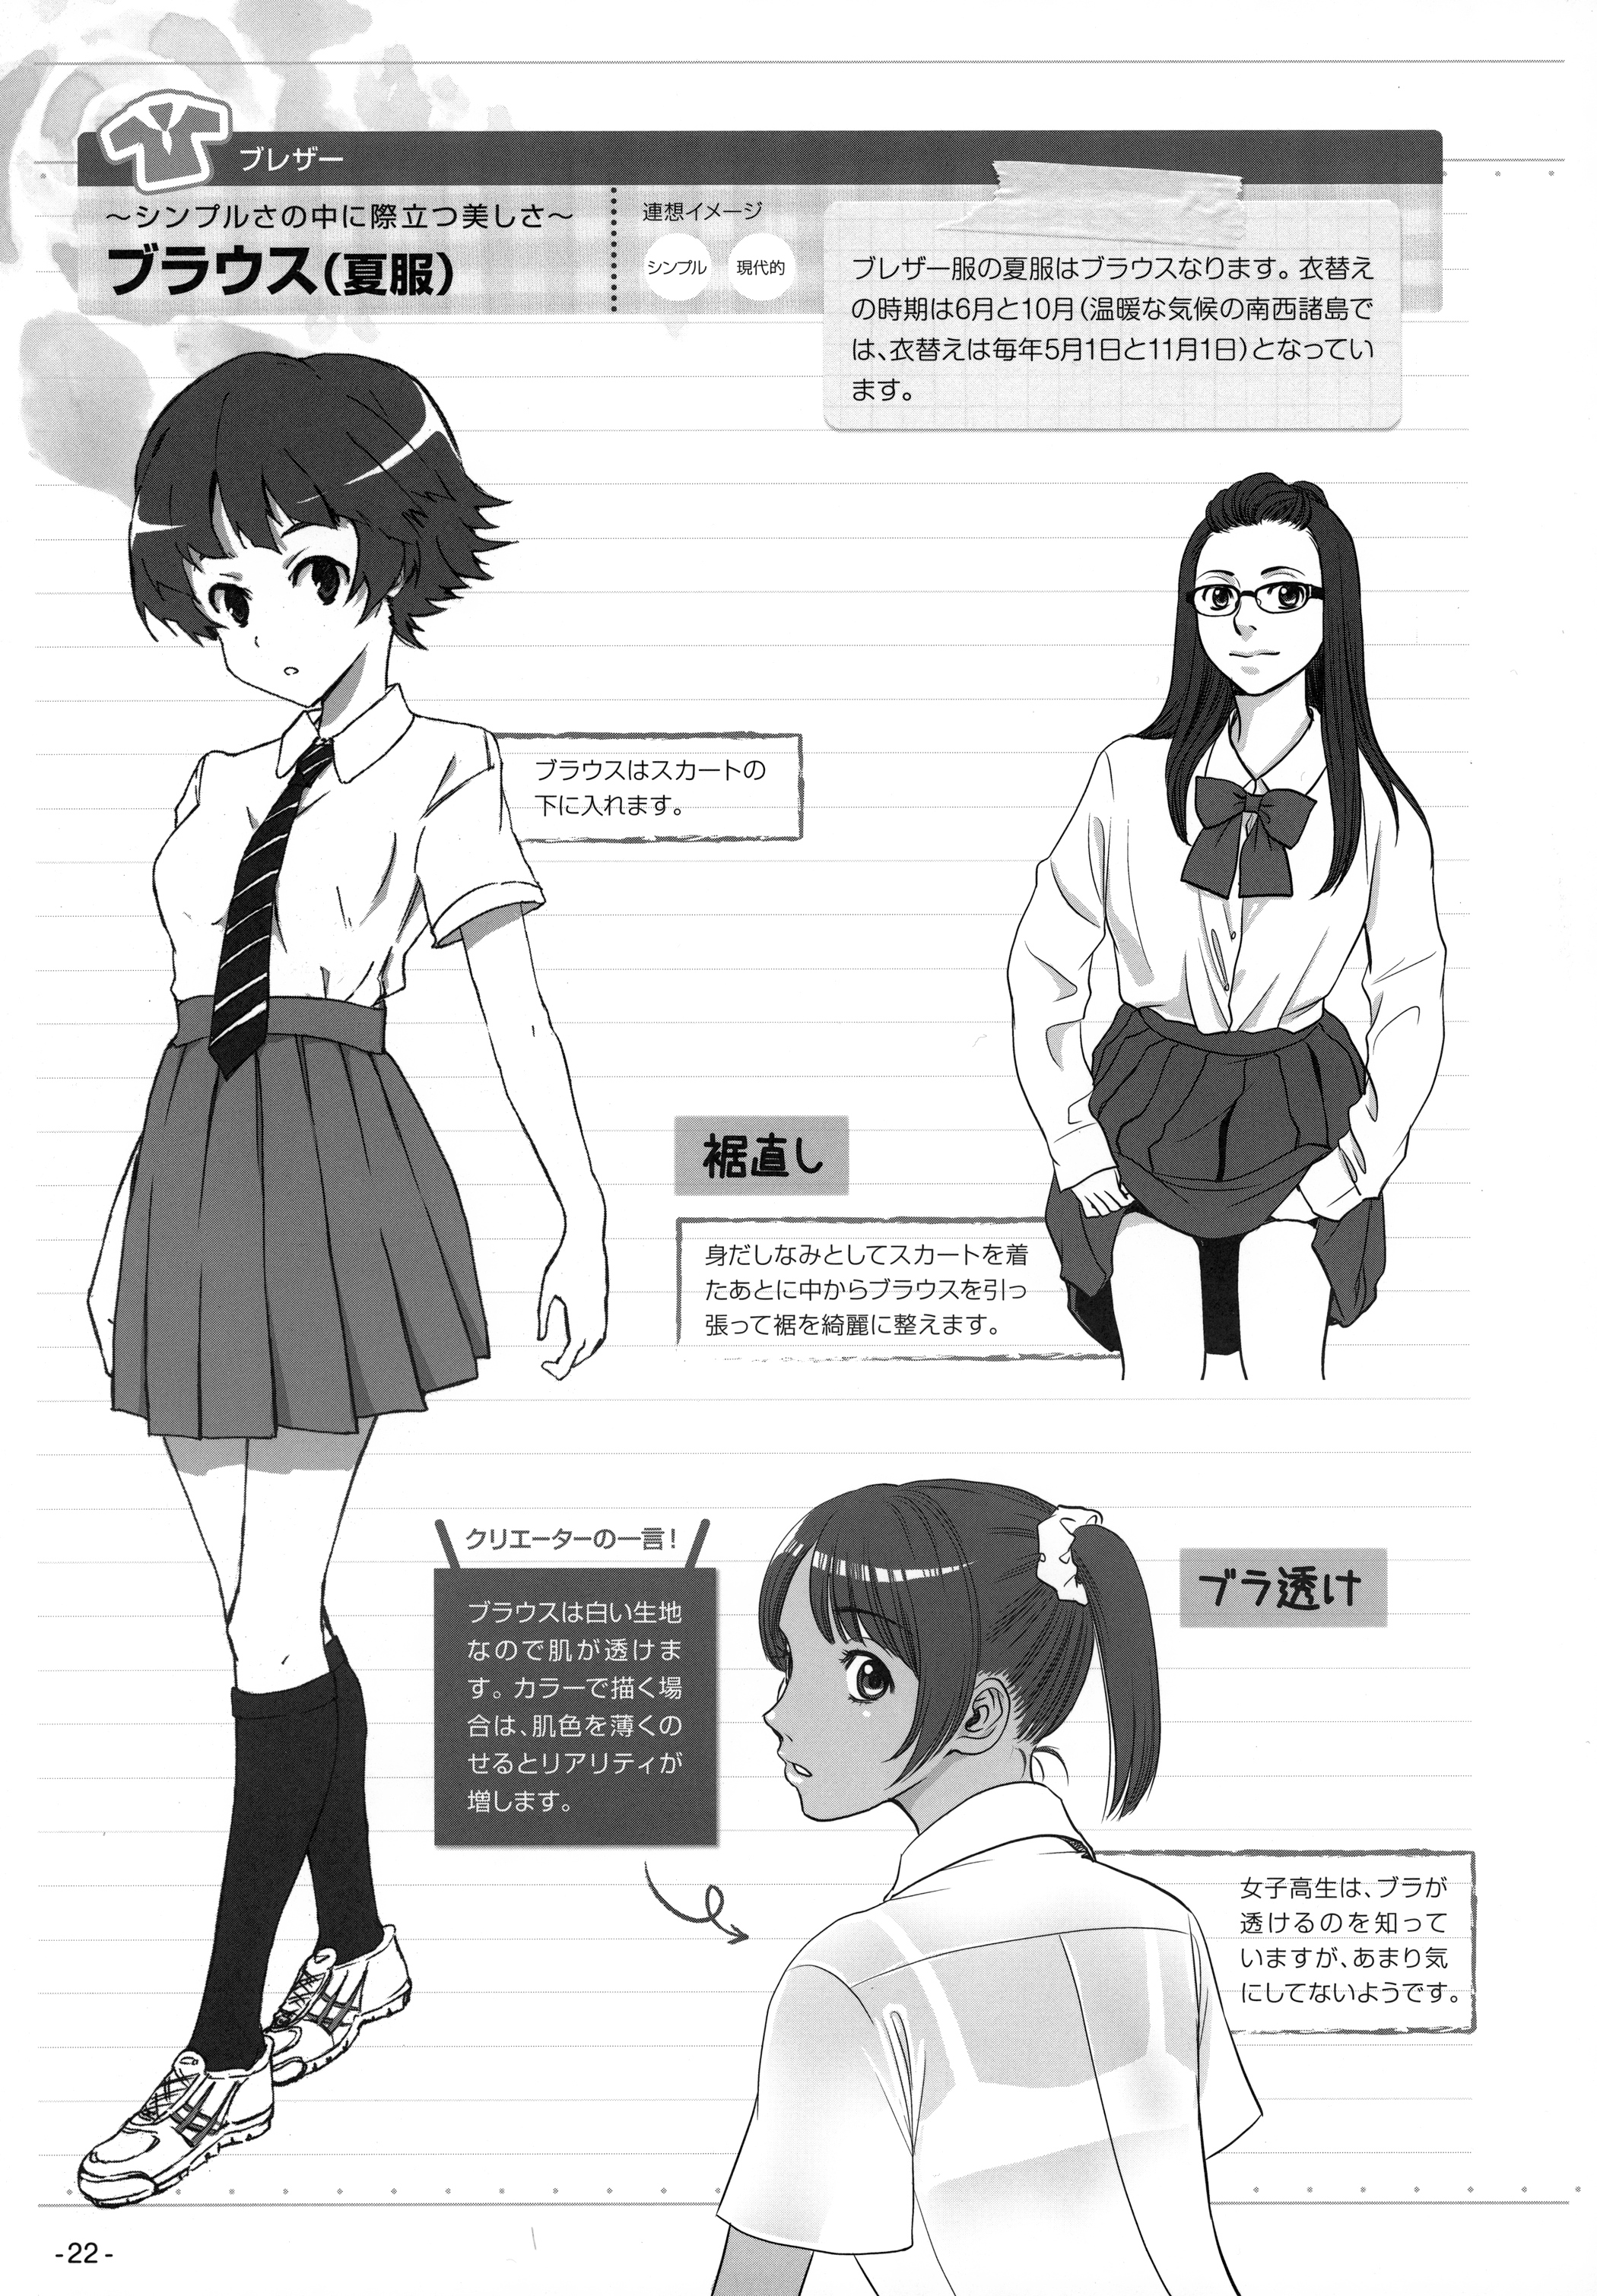 ブレザー
～シンプルさの中に際立つ美しさ～
ブラウス(夏服)
連想イメージ
シンプル
現代的
ブレザー服の夏服はブラウスなります。衣替え
の時期は6月と10月（温暖な気候の南西諸島で
は、衣替えは毎年5月1日と11月1日）となってい
ます。
ブラウスはスカートの
下に入れます。
裾直し
身だしなみとしてスカートを着
たあとに中からブラウスを引っ
張って裾を綺麗に整えます。
クリエーターの一言！
ブラウスは白い生地
なので肌が透けま
す。カラーで描く場
合は、肌色を薄くの
せるとリアリティが
増します。
ブラ透け
女子高生は、ブラが
透けるのを知って
いますが、あまり気
にしてないようです。
-22-